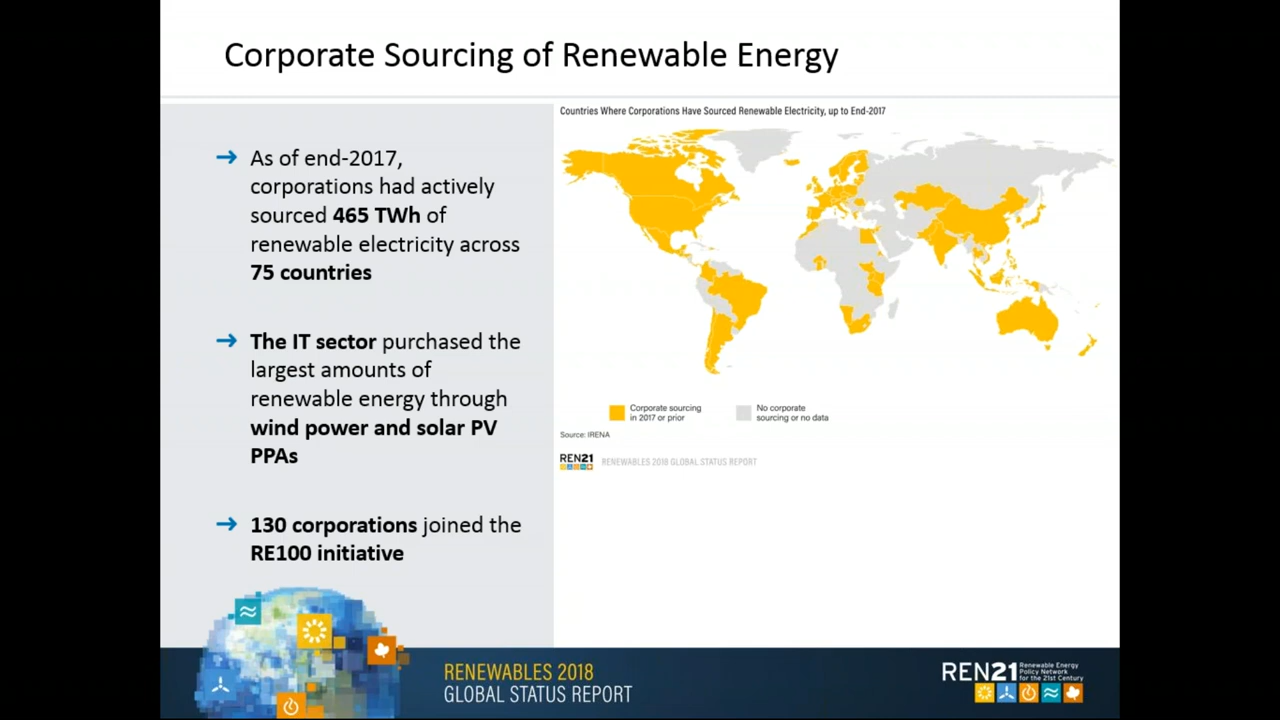 Corporate Sourcing of Renewable Energy
→ As of end-2017,
corporations had actively
sourced 465 TWh of
renewable electricity across
75 countries
→ The IT sector purchased the
largest amounts of
renewable energy through
wind power and solar PV
PPAs
→ 130 corporations joined the
RE100 initiative
Countries Where Corporations Have Sourced Renewable Electricity, up to End-2017
Corporate sourcing
in 2017 or prior
No corporate
sourcing or no data
Source: IRENA
REN21 RENEWABLES 2018 GLOBAL STATUS REPORT
RENEWABLES 2018
GLOBAL STATUS REPORT
REN21
Renewable Energy
Policy Network
for the 21st Century